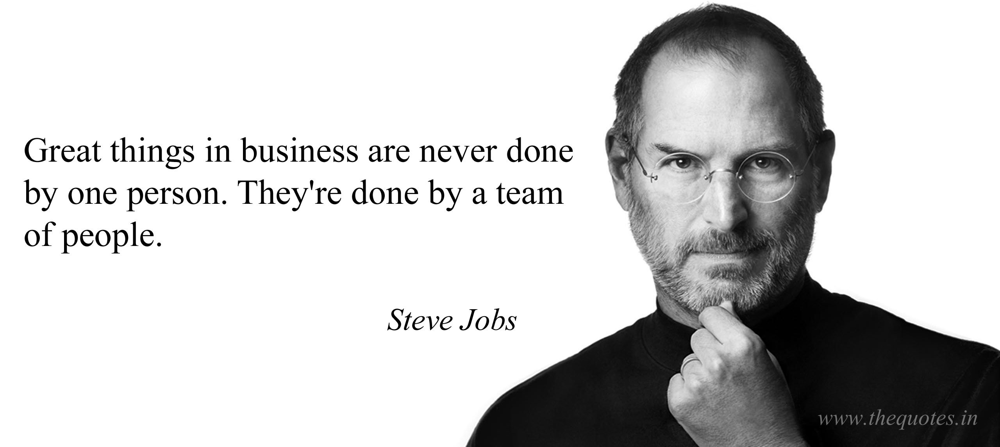 Great things in business are never done
by one person. They're done by a team
of people.
Steve Jobs
www.thequotes.in